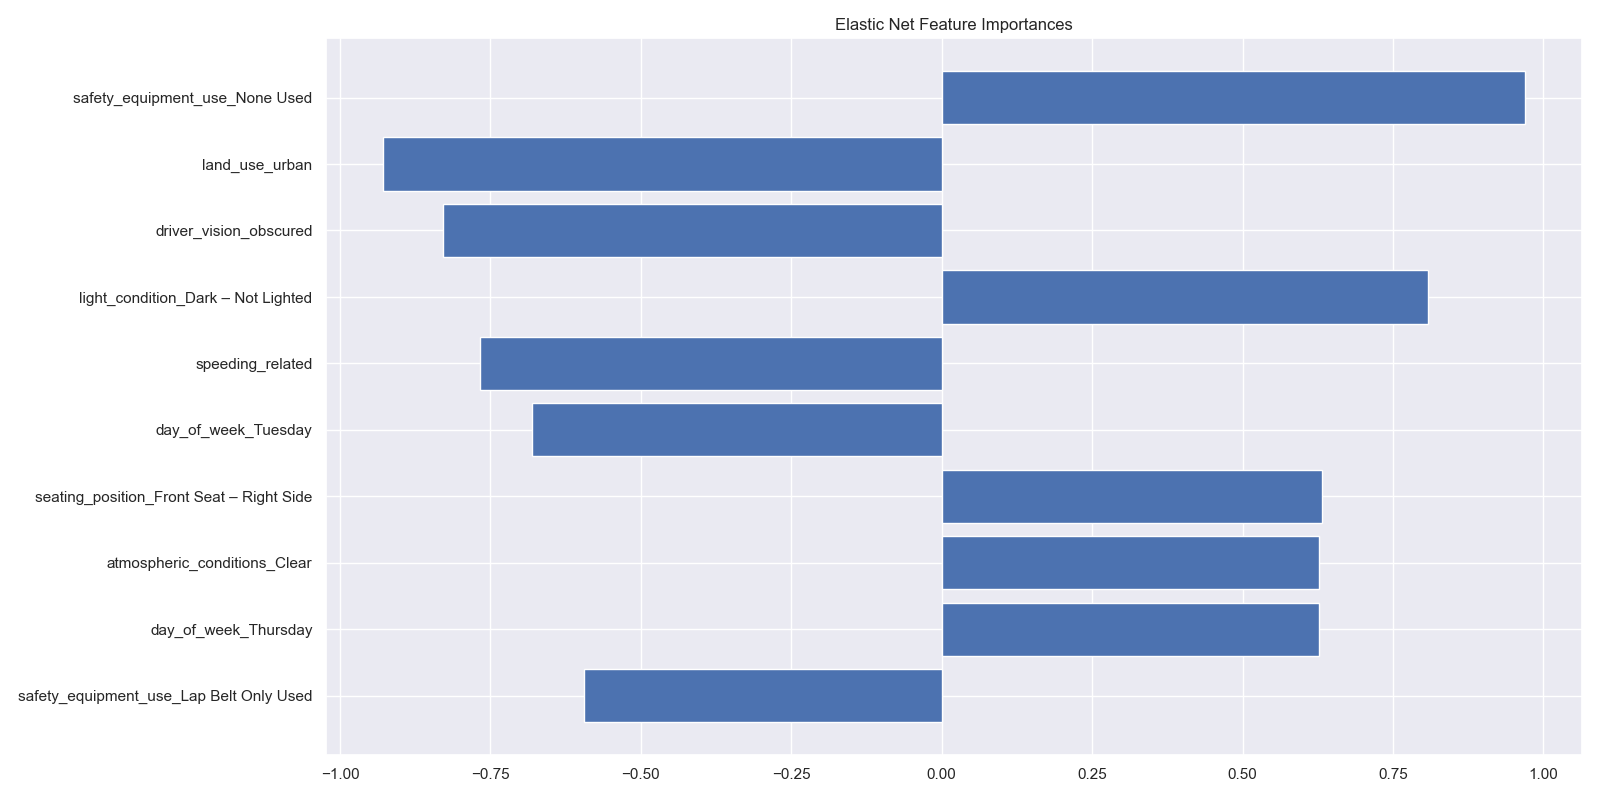 Elastic Net Feature Importances
safety_equipment_use_None Used
land_use_urban
driver_vision_obscured
light_condition_Dark – Not Lighted
speeding_related
day_of_week_Tuesday
seating_position_Front Seat – Right Side
atmospheric_conditions_Clear
day_of_week_Thursday
safety_equipment_use_Lap Belt Only Used
−1.00 −0.75 −0.50 −0.25 0.00 0.25 0.50 0.75 1.00